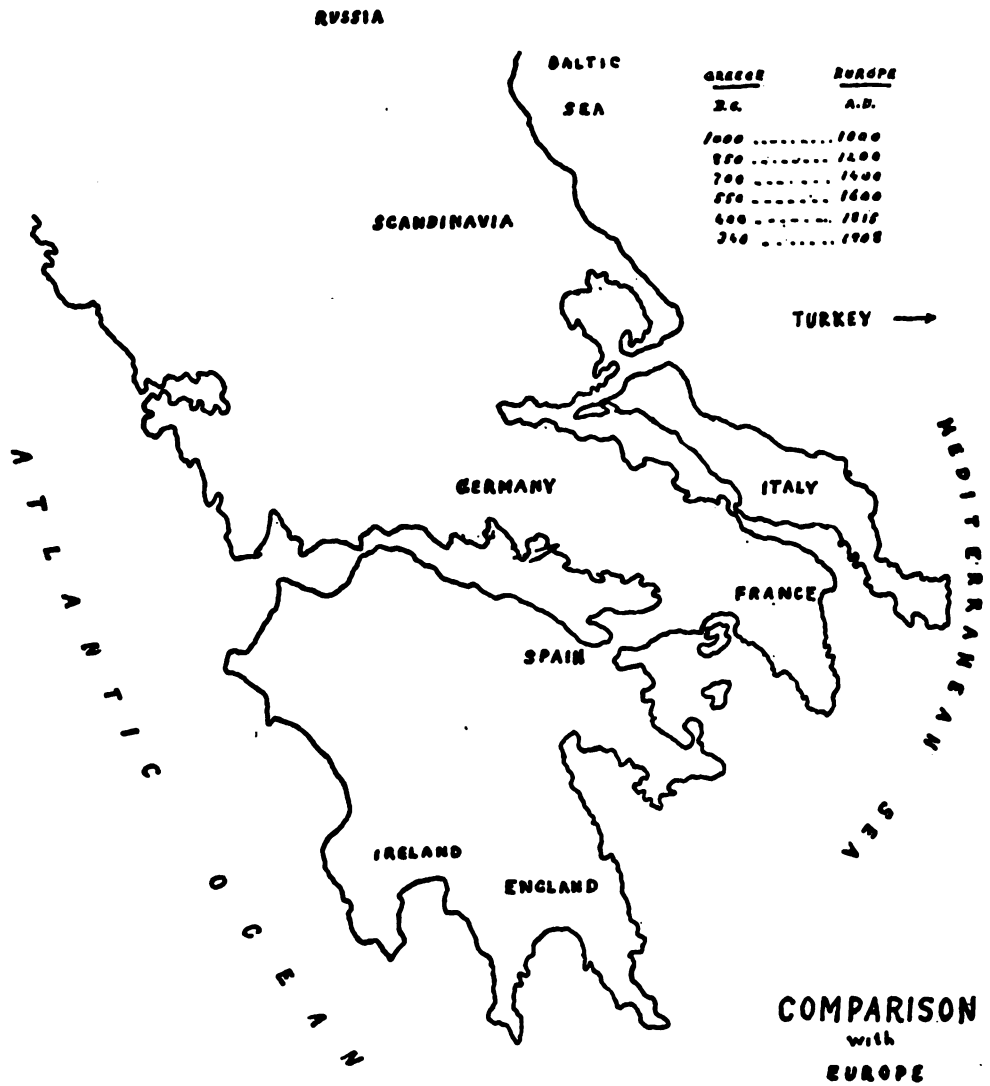 RUSSIA
BALTIC
SEA
GREECE EUROPE
B.C. A.D.
1000 ........... 1000
850 ........... 1200
700 ........... 1400
550 ........... 1600
400 ........... 1815
340 ........... 1908
SCANDINAVIA
TURKEY →
MEDITERRANEAN SEA
ITALY
GERMANY
FRANCE
SPAIN
ATLANTIC OCEAN
IRELAND
ENGLAND
COMPARISON
with
EUROPE